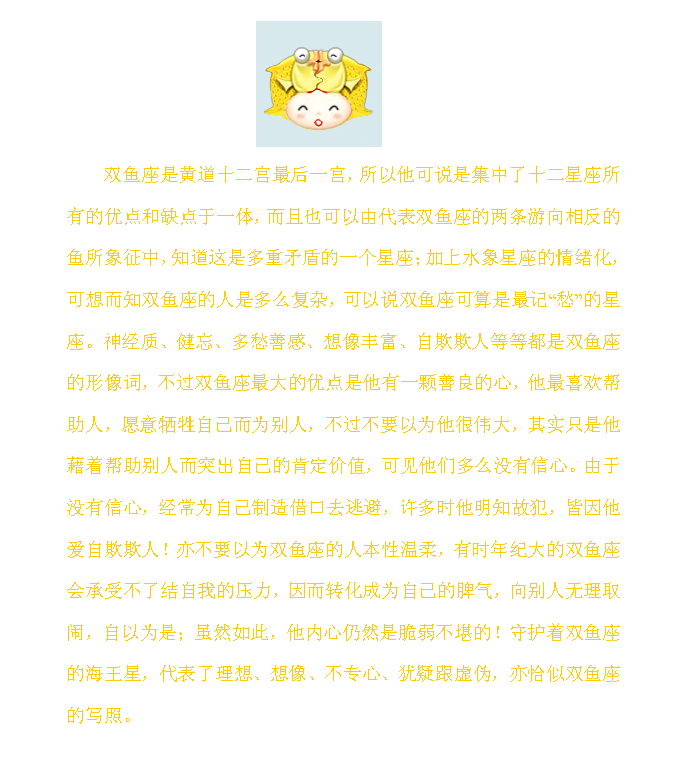 双鱼座是黄道十二宫最后一宫，所以他可说是集中了十二星座所
有的优点和缺点于一体，而且也可以由代表双鱼座的两条游向相反的
鱼所象征中，知道这是多重矛盾的一个星座；加上水象星座的情绪化，
可想而知双鱼座的人是多么复杂，可以说双鱼座可算是最记“愁”的星
座。神经质、健忘、多愁善感、想像丰富、自欺欺人等等都是双鱼座
的形像词，不过双鱼座最大的优点是他有一颗善良的心，他最喜欢帮
助人，愿意牺牲自己而为别人，不过不要以为他很伟大，其实只是他
藉着帮助别人而突出自己的肯定价值，可见他们多么没有信心。由于
没有信心，经常为自己制造借口去逃避，许多时他明知故犯，皆因他
爱自欺欺人！亦不要以为双鱼座的人本性温柔，有时年纪大的双鱼座
会承受不了结自我的压力，因而转化成为自己的脾气，向别人无理取
闹，自以为是；虽然如此，他内心仍然是脆弱不堪的！守护着双鱼座
的海王星，代表了理想、想像、不专心、犹疑跟虚伪，亦恰似双鱼座
的写照。